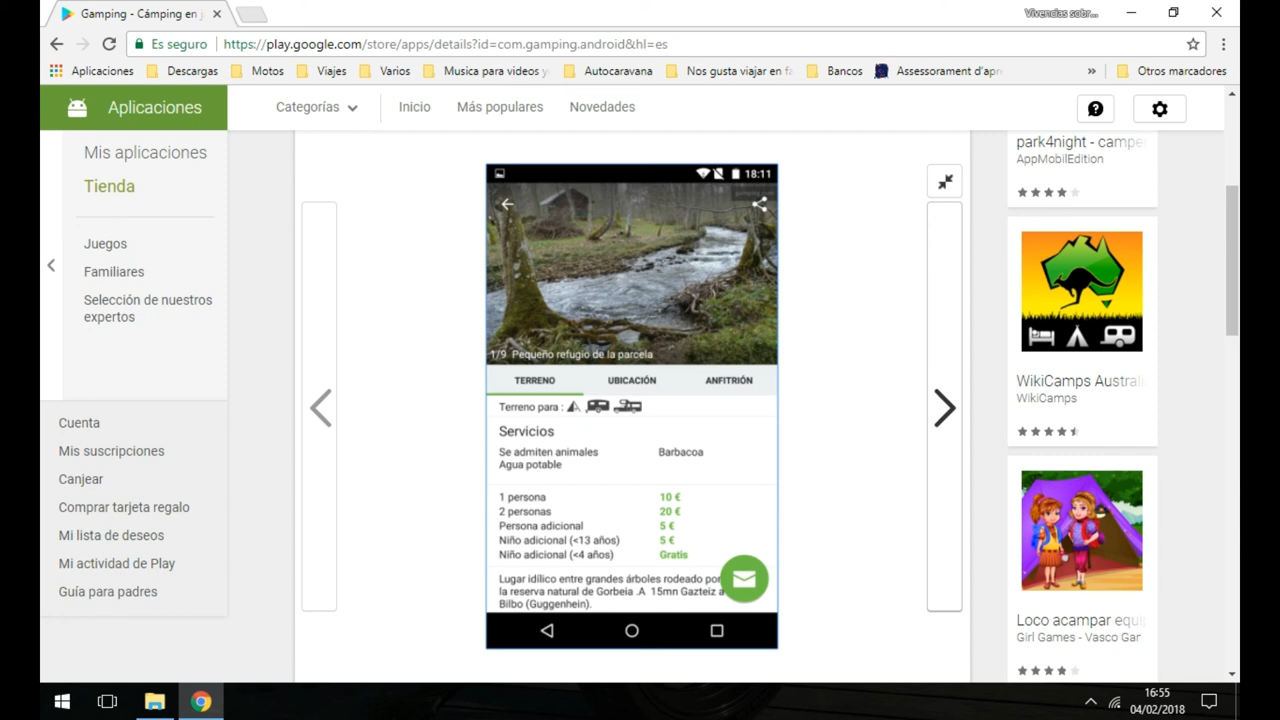 Gamping - Cámping en j
Vivencias sobr...
Es seguro
https://play.google.com/store/apps/details?id=com.gamping.android&hl=es
Aplicaciones
Descargas
Motos
Viajes
Varios
Musica para videos y
Autocaravana
Nos gusta viajar en fa
Bancos
Assessorament d'apre
»
Otros marcadores
Aplicaciones
Categorías
Inicio
Más populares
Novedades
Mis aplicaciones
Tienda
Juegos
Familiares
Selección de nuestros
expertos
Cuenta
Mis suscripciones
Canjear
Comprar tarjeta regalo
Mi lista de deseos
Mi actividad de Play
Guía para padres
18:11
1/9 Pequeño refugio de la parcela
TERRENO
UBICACIÓN
ANFITRIÓN
Terreno para :
Servicios
Se admiten animales
Barbacoa
Agua potable
1 persona 10 €
2 personas 20 €
Persona adicional 5 €
Niño adicional (<13 años) 5 €
Niño adicional (<4 años) Gratis
Lugar idílico entre grandes árboles rodeado por
la reserva natural de Gorbeia .A 15mn Gazteiz a
Bilbo (Guggenhein).
park4night - campe
AppMobilEdition
WikiCamps Austral
WikiCamps
Loco acampar equi
Girl Games - Vasco Gar
16:55
04/02/2018